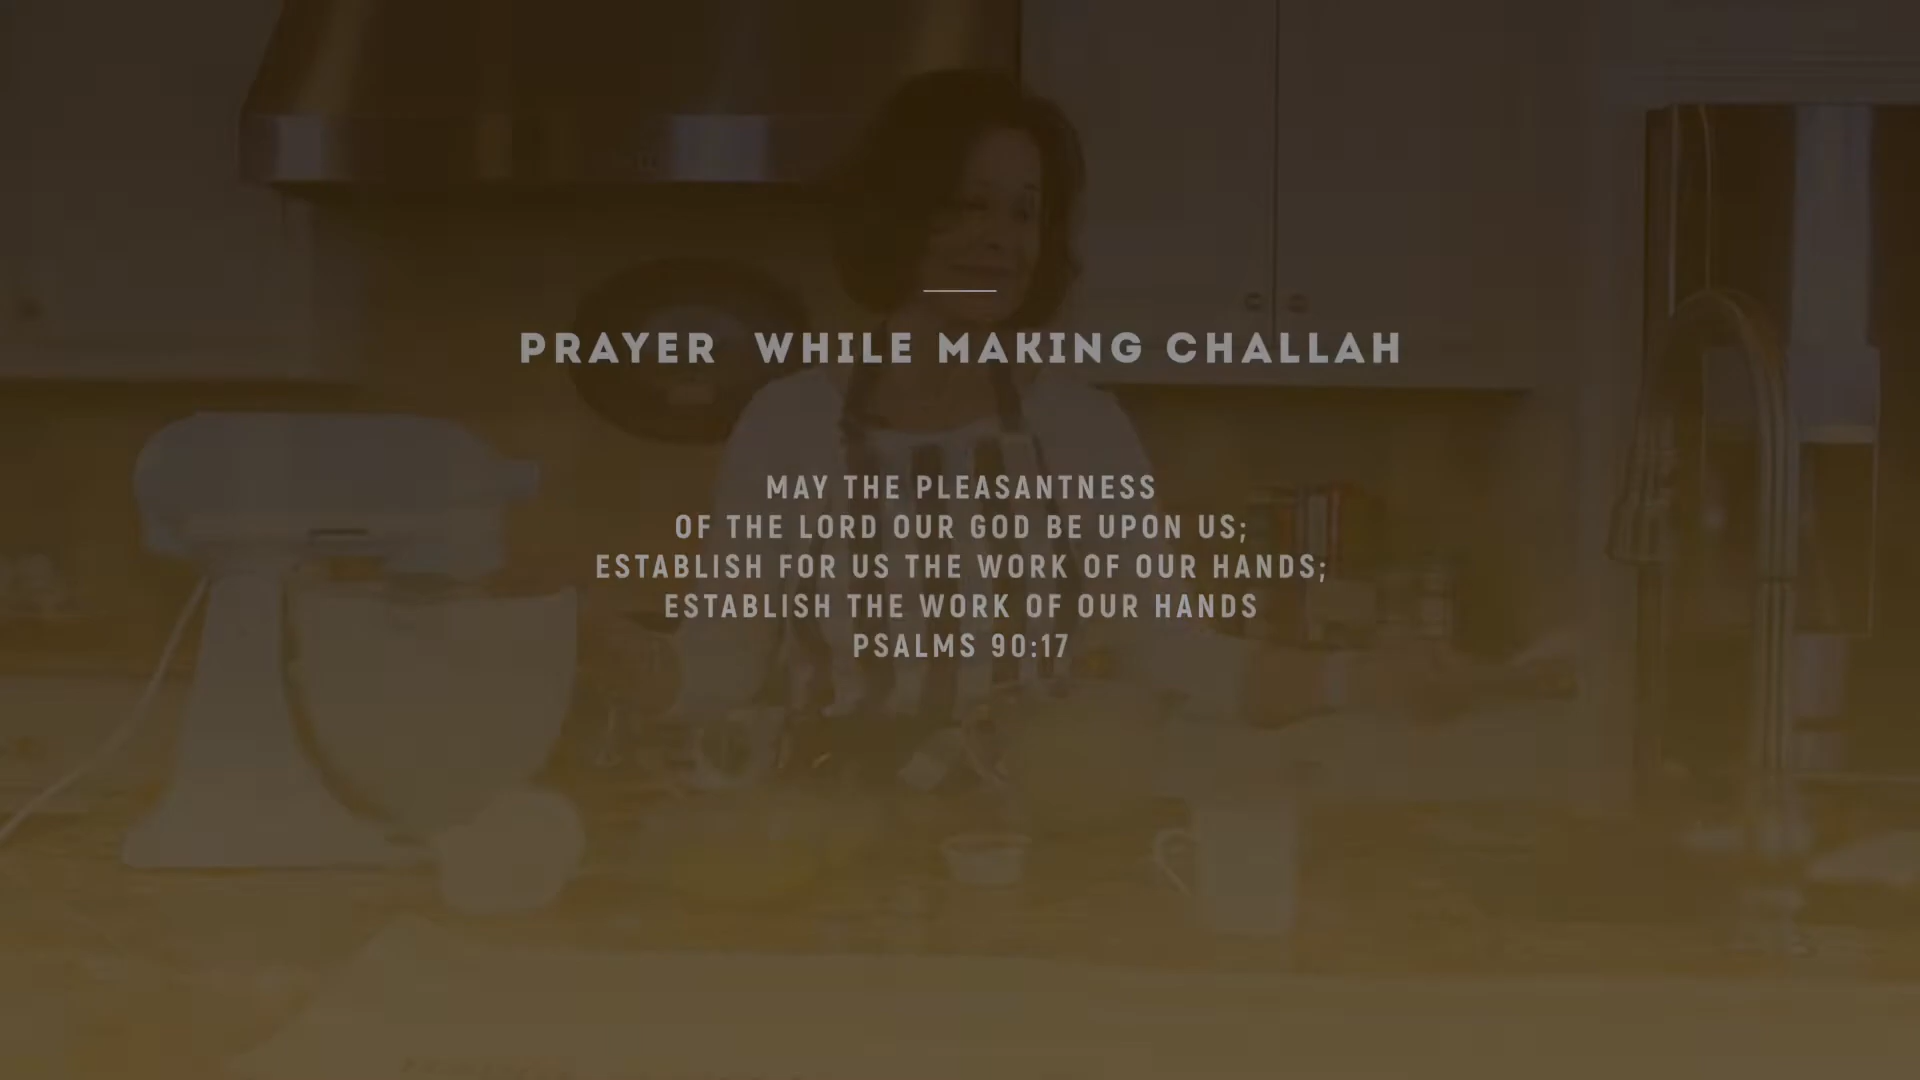 PRAYER WHILE MAKING CHALLAH
MAY THE PLEASANTNESS
OF THE LORD OUR GOD BE UPON US;
ESTABLISH FOR US THE WORK OF OUR HANDS;
ESTABLISH THE WORK OF OUR HANDS
PSALMS 90:17